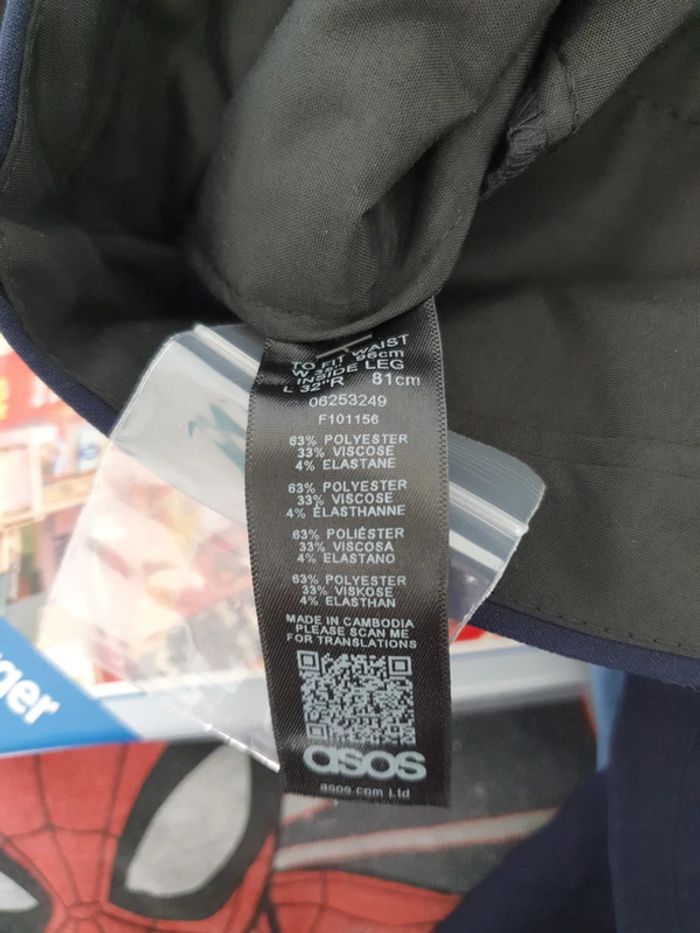 TO FIT WAIST
W 96cm
INSIDE LEG
L 32"R 81cm
06253249
F101156
63% POLYESTER
33% VISCOSE
4% ELASTANE
63% POLYESTER
33% VISCOSE
4% ÉLASTHANNE
63% POLIÉSTER
33% VISCOSA
4% ELASTANO
63% POLYESTER
33% VISKOSE
4% ELASTHAN
MADE IN CAMBODIA
PLEASE SCAN ME
FOR TRANSLATIONS
asos
asos.com Ltd
ger